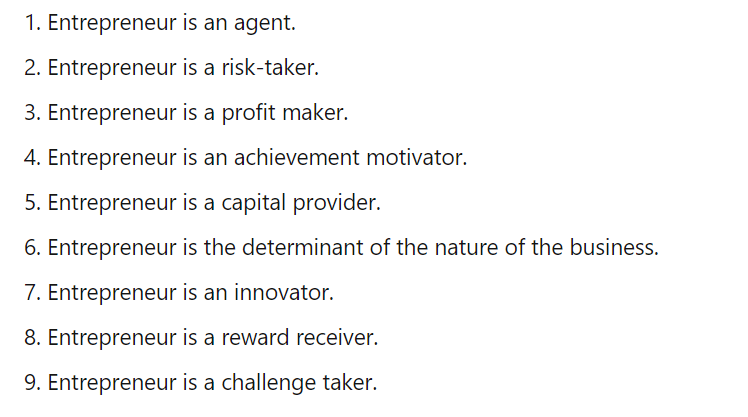 1. Entrepreneur is an agent.
2. Entrepreneur is a risk-taker.
3. Entrepreneur is a profit maker.
4. Entrepreneur is an achievement motivator.
5. Entrepreneur is a capital provider.
6. Entrepreneur is the determinant of the nature of the business.
7. Entrepreneur is an innovator.
8. Entrepreneur is a reward receiver.
9. Entrepreneur is a challenge taker.